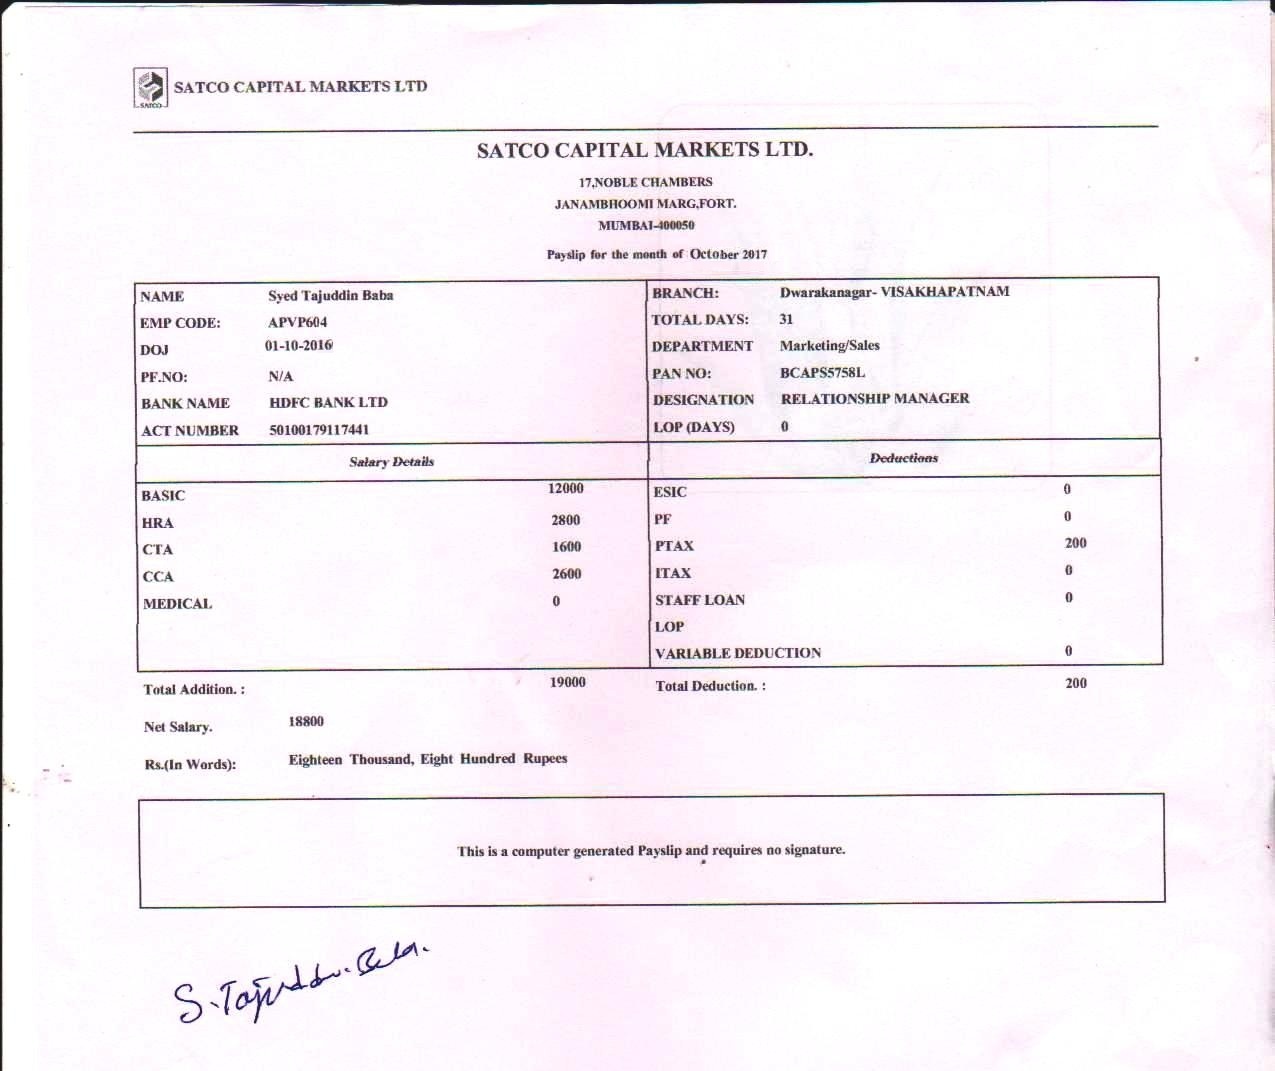 SATCO
SATCO CAPITAL MARKETS LTD
SATCO CAPITAL MARKETS LTD.
17,NOBLE CHAMBERS
JANAMBHOOMI MARG,FORT.
MUMBAI-400050
Payslip for the month of October 2017
NAME Syed Tajuddin Baba BRANCH: Dwarakanagar- VISAKHAPATNAM
EMP CODE: APVP604 TOTAL DAYS: 31
DOJ 01-10-2016 DEPARTMENT Marketing/Sales
PF.NO: N/A PAN NO: BCAPS5758L
BANK NAME HDFC BANK LTD DESIGNATION RELATIONSHIP MANAGER
ACT NUMBER 50100179117441 LOP (DAYS) 0
Salary Details Deductions
BASIC 12000 ESIC 0
HRA 2800 PF 0
CTA 1600 PTAX 200
CCA 2600 ITAX 0
MEDICAL 0 STAFF LOAN 0
LOP
VARIABLE DEDUCTION 0
Total Addition. : 19000 Total Deduction. : 200
Net Salary. 18800
Rs.(In Words): Eighteen Thousand, Eight Hundred Rupees
This is a computer generated Payslip and requires no signature.
S. Tajuddin. Baba.